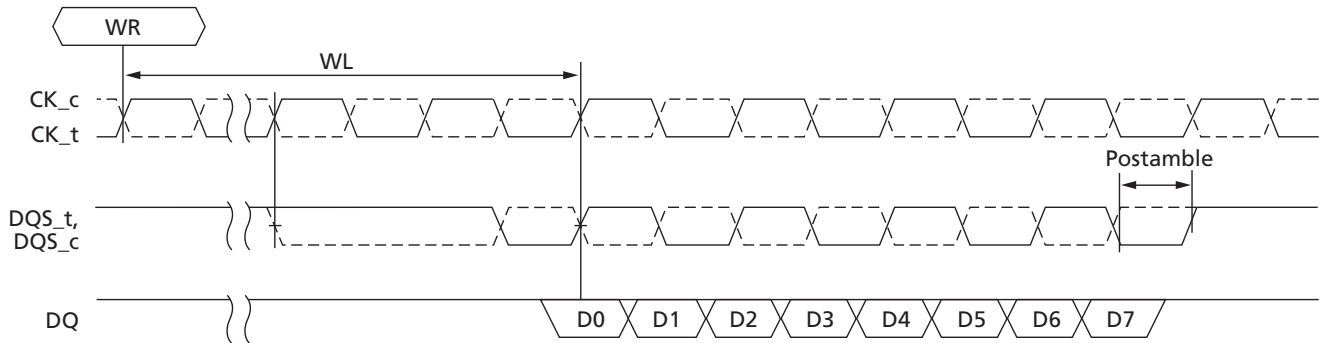 WR
WL
CK_c
CK_t
Postamble
DQS_t,
DQS_c
DQ
D0 D1 D2 D3 D4 D5 D6 D7